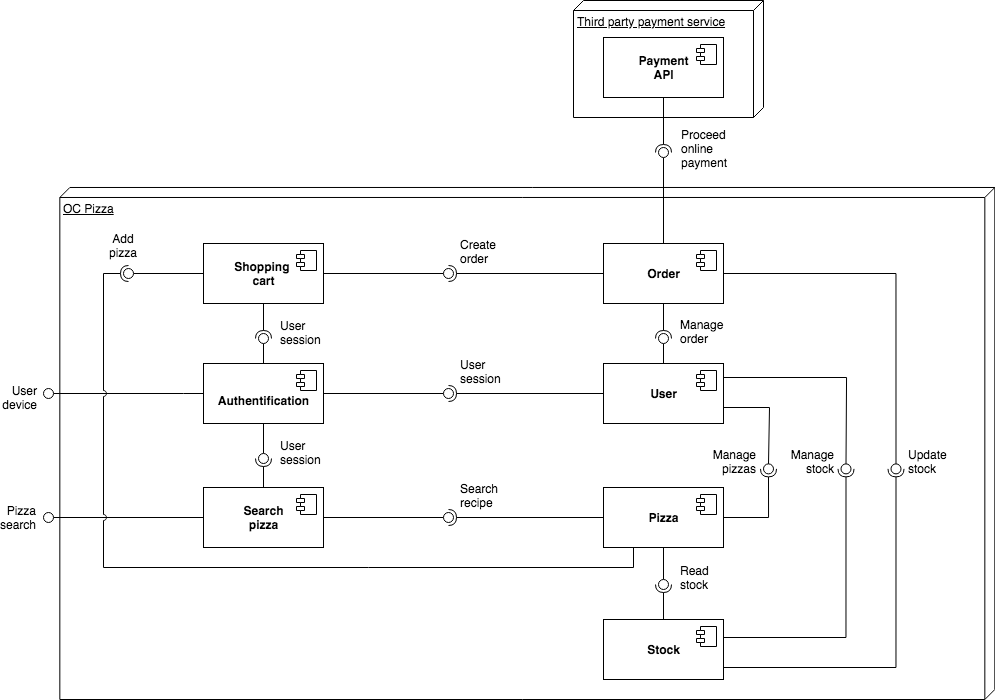 Third party payment service
Payment
API
Proceed
online
payment
OC Pizza
Add
pizza
Shopping
cart
Create
order
Order
User
session
Manage
order
User
device
Authentification
User
session
User
Manage
pizzas
Manage
stock
Update
stock
User
session
Pizza
search
Search
pizza
Search
recipe
Pizza
Read
stock
Stock